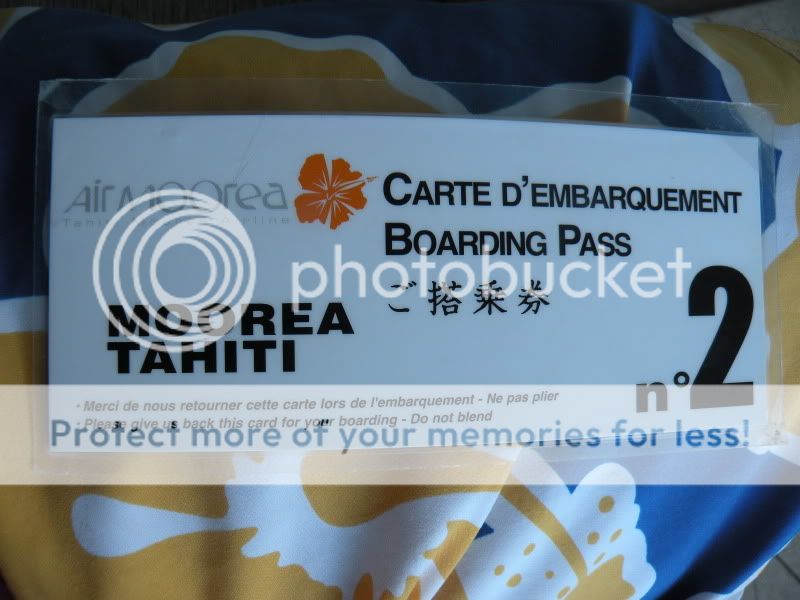 Air Moorea
CARTE D'EMBARQUEMENT
BOARDING PASS
ご搭乗券
MOOREA
TAHITI
n° 2
• Merci de nous retourner cette carte lors de l'embarquement - Ne pas plier
• Please give us back this card for your boarding - Do not blend
photobucket
Protect more of your memories for less!